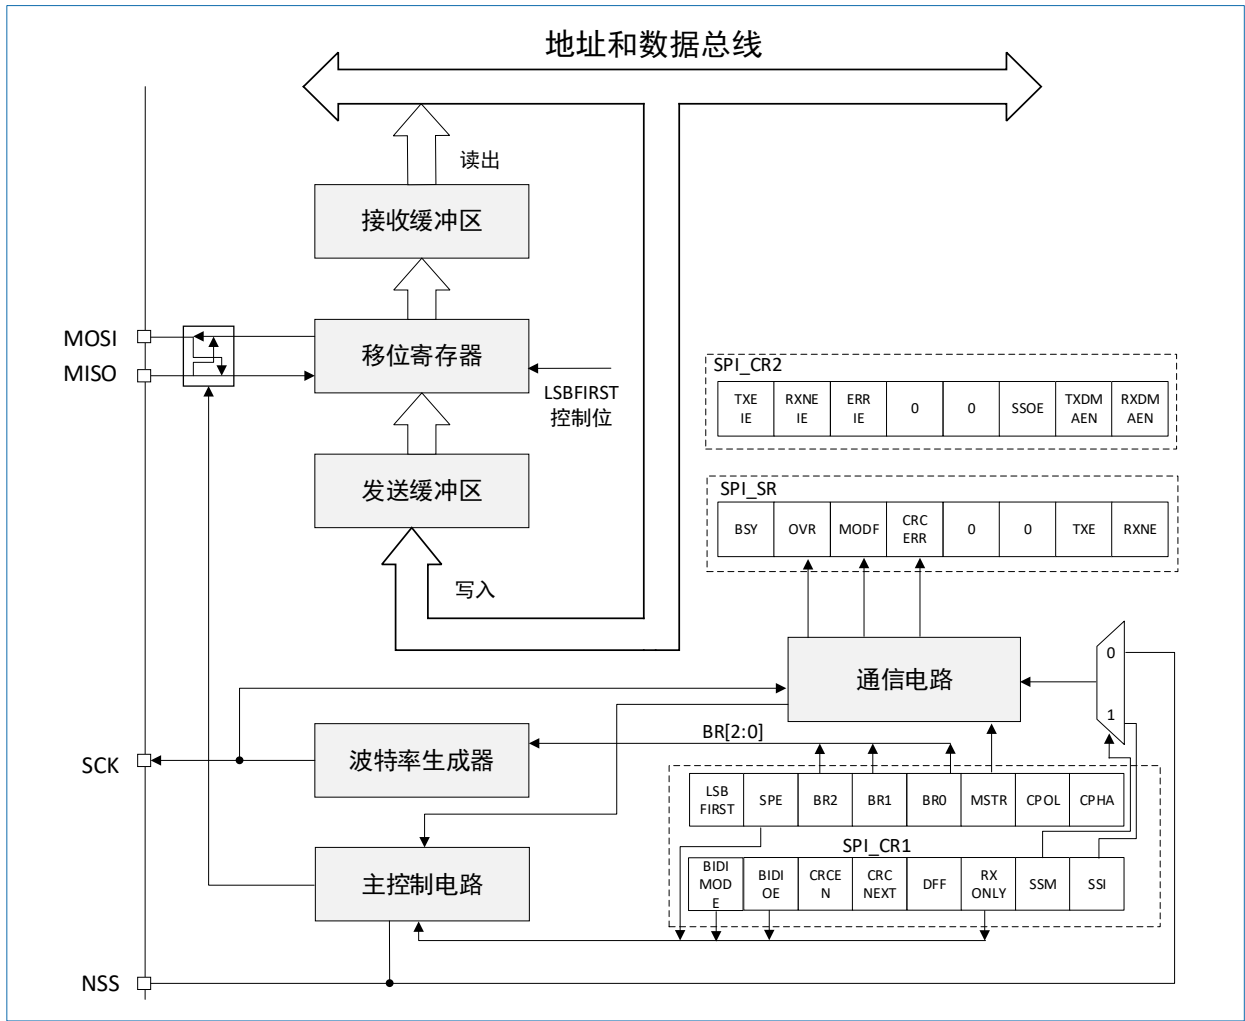 地址和数据总线
读出
接收缓冲区
MOSI
MISO
移位寄存器
LSBFIRST
控制位
发送缓冲区
写入
SPI_CR2
TXE
IE
RXNE
IE
ERR
IE
0
0
SSOE
TXDM
AEN
RXDM
AEN
SPI_SR
BSY
OVR
MODF
CRC
ERR
0
0
TXE
RXNE
通信电路
0
1
BR[2:0]
SCK
波特率生成器
LSB
FIRST
SPE
BR2
BR1
BR0
MSTR
CPOL
CPHA
SPI_CR1
主控制电路
BIDI
MOD
E
BIDI
OE
CRCE
N
CRC
NEXT
DFF
RX
ONLY
SSM
SSI
NSS